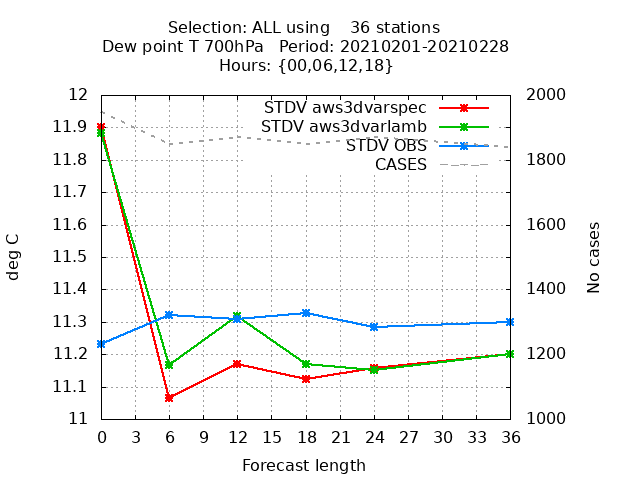 Selection: ALL using    36 stations
Dew point T 700hPa   Period: 20210201-20210228
Hours: {00,06,12,18}
STDV aws3dvarspec
STDV aws3dvarlamb
STDV OBS
CASES
deg C
No cases
12
11.9
11.8
11.7
11.6
11.5
11.4
11.3
11.2
11.1
11
2000
1800
1600
1400
1200
1000
0 3 6 9 12 15 18 21 24 27 30 33 36
Forecast length